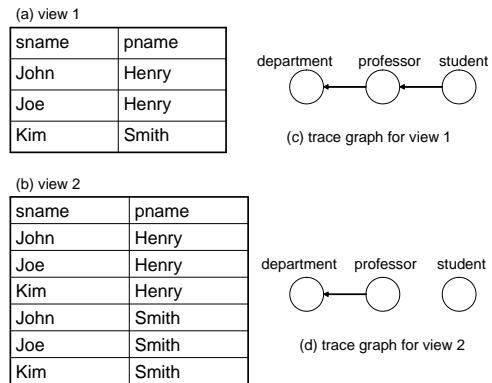 (a) view 1
sname pname
John Henry
Joe Henry
Kim Smith
department professor student
(c) trace graph for view 1
(b) view 2
sname pname
John Henry
Joe Henry
Kim Henry
John Smith
Joe Smith
Kim Smith
department professor student
(d) trace graph for view 2